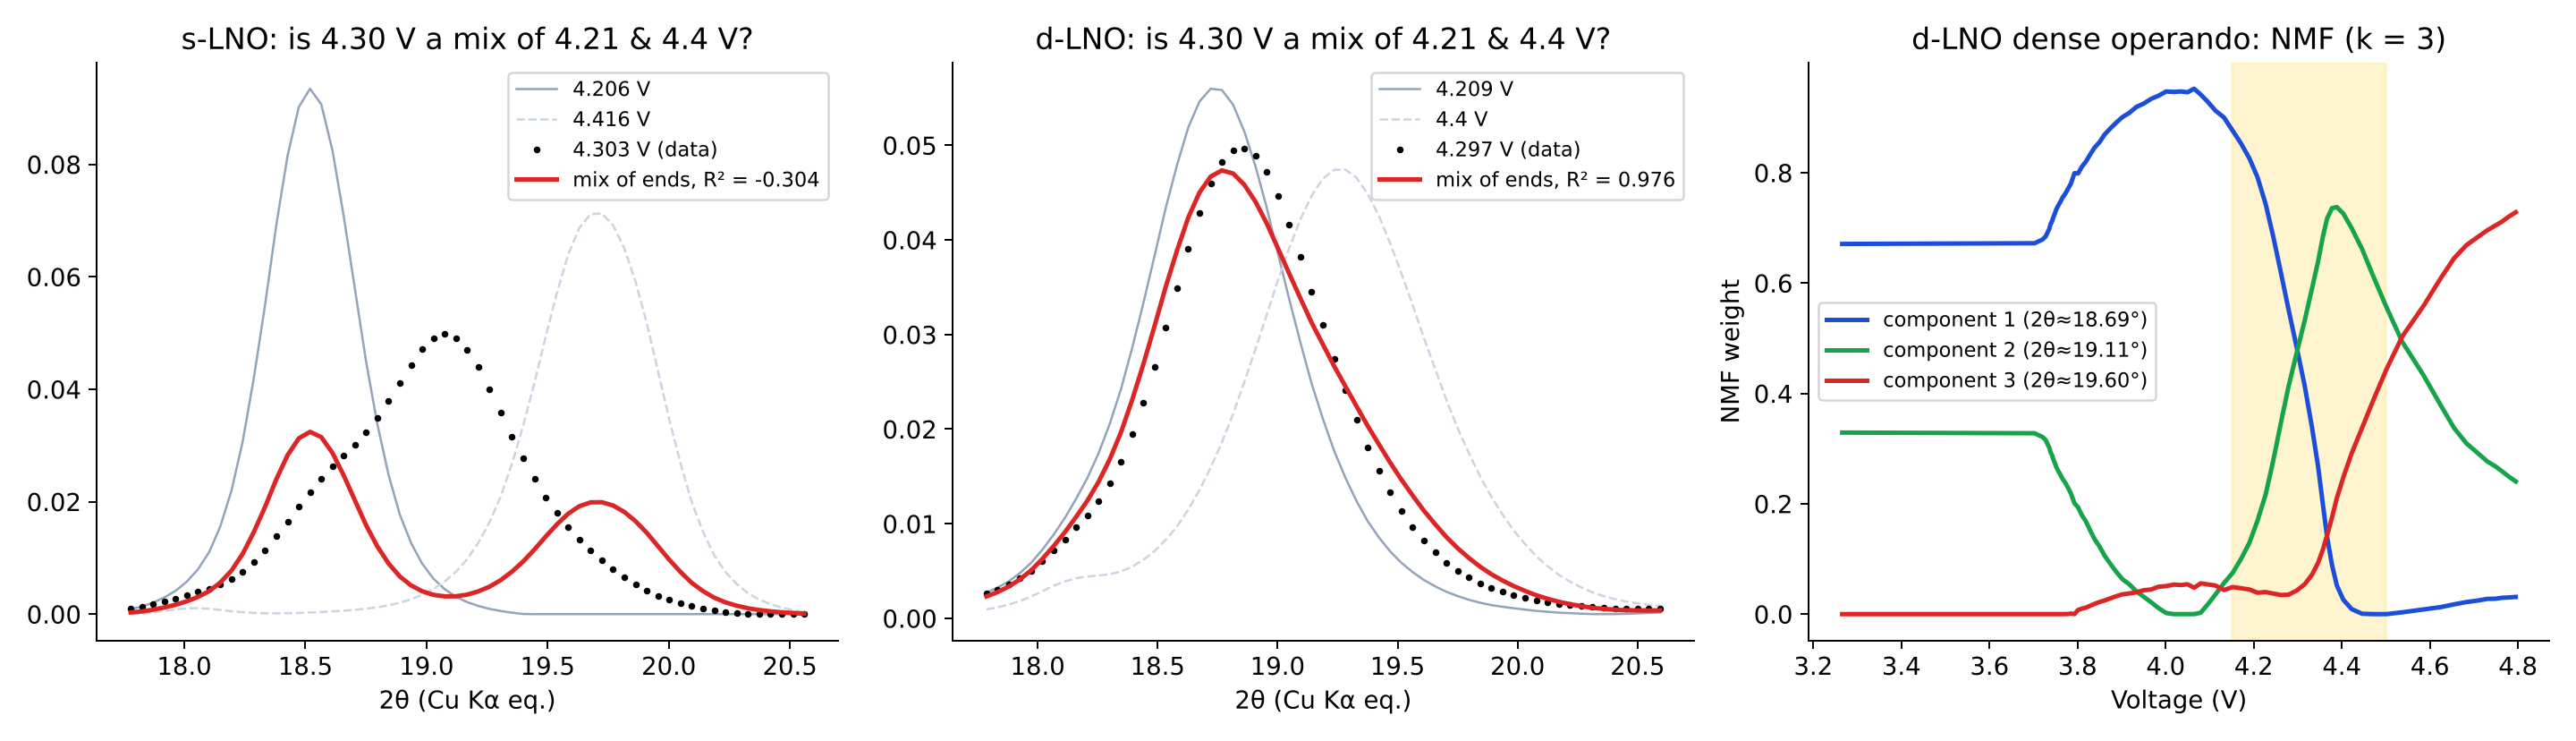 s-LNO: is 4.30 V a mix of 4.21 & 4.4 V?
4.206 V
4.416 V
4.303 V (data)
mix of ends, R² = -0.304
0.08
0.06
0.04
0.02
0.00
18.0 18.5 19.0 19.5 20.0 20.5
2θ (Cu Kα eq.)
d-LNO: is 4.30 V a mix of 4.21 & 4.4 V?
4.209 V
4.4 V
4.297 V (data)
mix of ends, R² = 0.976
0.05
0.04
0.03
0.02
0.01
0.00
18.0 18.5 19.0 19.5 20.0 20.5
2θ (Cu Kα eq.)
d-LNO dense operando: NMF (k = 3)
NMF weight
0.8
0.6
0.4
0.2
0.0
component 1 (2θ≈18.69°)
component 2 (2θ≈19.11°)
component 3 (2θ≈19.60°)
3.2 3.4 3.6 3.8 4.0 4.2 4.4 4.6 4.8
Voltage (V)